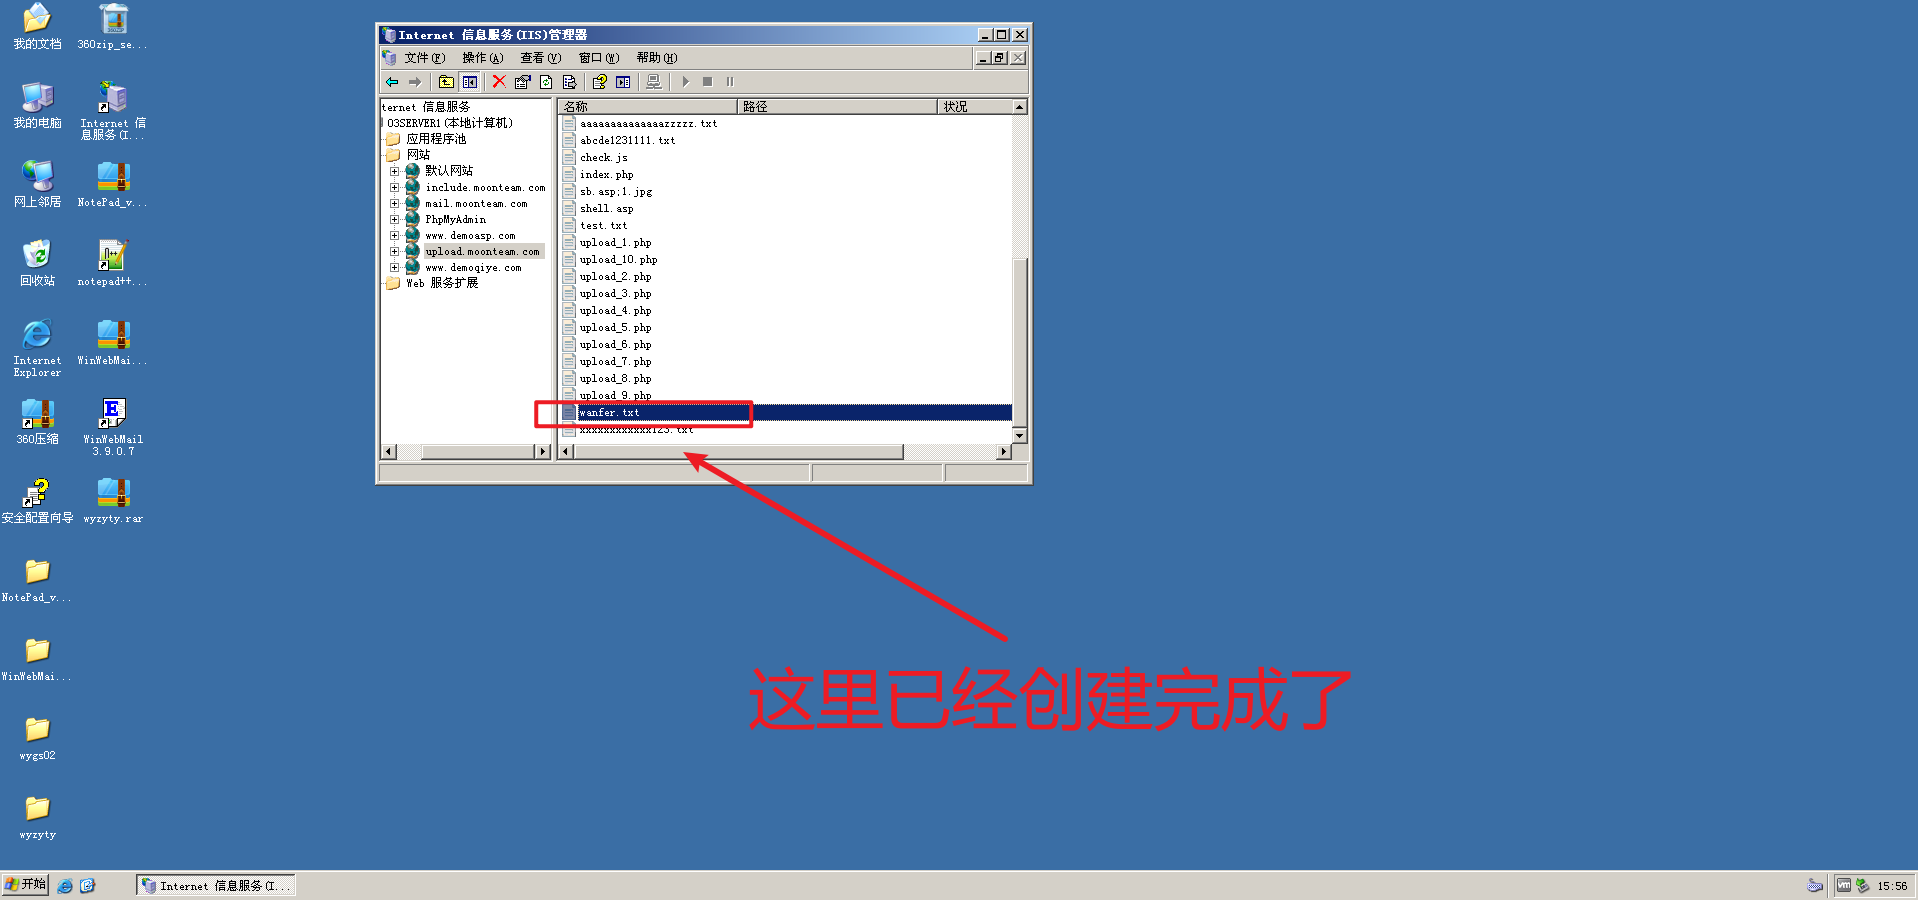 我的文档
360zip_se...
我的电脑
Internet 信
息服务(I...
网上邻居
NotePad_v...
回收站
notepad++...
Internet
Explorer
WinWebMai...
360压缩
WinWebMail
3.9.0.7
安全配置向导
wyzyty.rar
NotePad_v...
WinWebMai...
wygs02
wyzyty
Internet 信息服务(IIS)管理器
文件(F) 操作(A) 查看(V) 窗口(W) 帮助(H)
ternet 信息服务
03SERVER1(本地计算机)
应用程序池
网站
默认网站
include.moonteam.com
mail.moonteam.com
PhpMyAdmin
www.demoasp.com
upload.moonteam.com
www.demoqiye.com
Web 服务扩展
名称 路径 状况
aaaaaaaaaaaaaazzzzz.txt
abcde1231111.txt
check.js
index.php
sb.asp;1.jpg
shell.asp
test.txt
upload_1.php
upload_10.php
upload_2.php
upload_3.php
upload_4.php
upload_5.php
upload_6.php
upload_7.php
upload_8.php
upload_9.php
wanfer.txt
xxxxxxxxxxxx123.txt
这里已经创建完成了
开始
Internet 信息服务(I...
vm
15:56